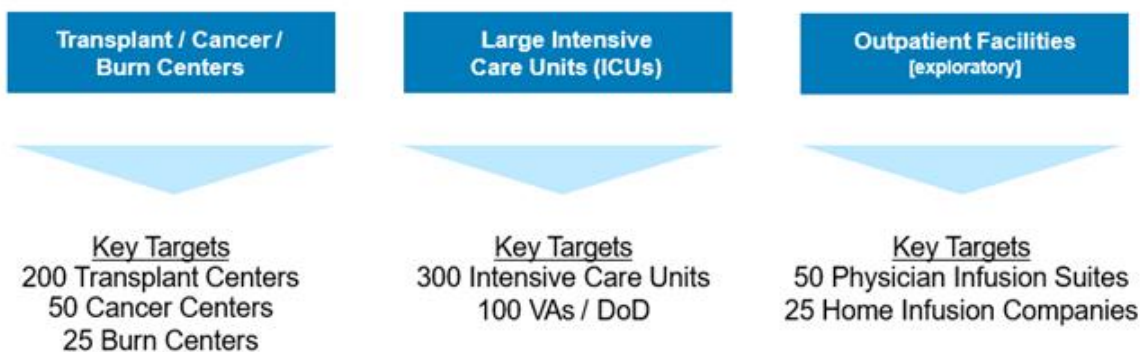 Transplant / Cancer /
Burn Centers
Large Intensive
Care Units (ICUs)
Outpatient Facilities
[exploratory]
Key Targets
200 Transplant Centers
50 Cancer Centers
25 Burn Centers
Key Targets
300 Intensive Care Units
100 VAs / DoD
Key Targets
50 Physician Infusion Suites
25 Home Infusion Companies